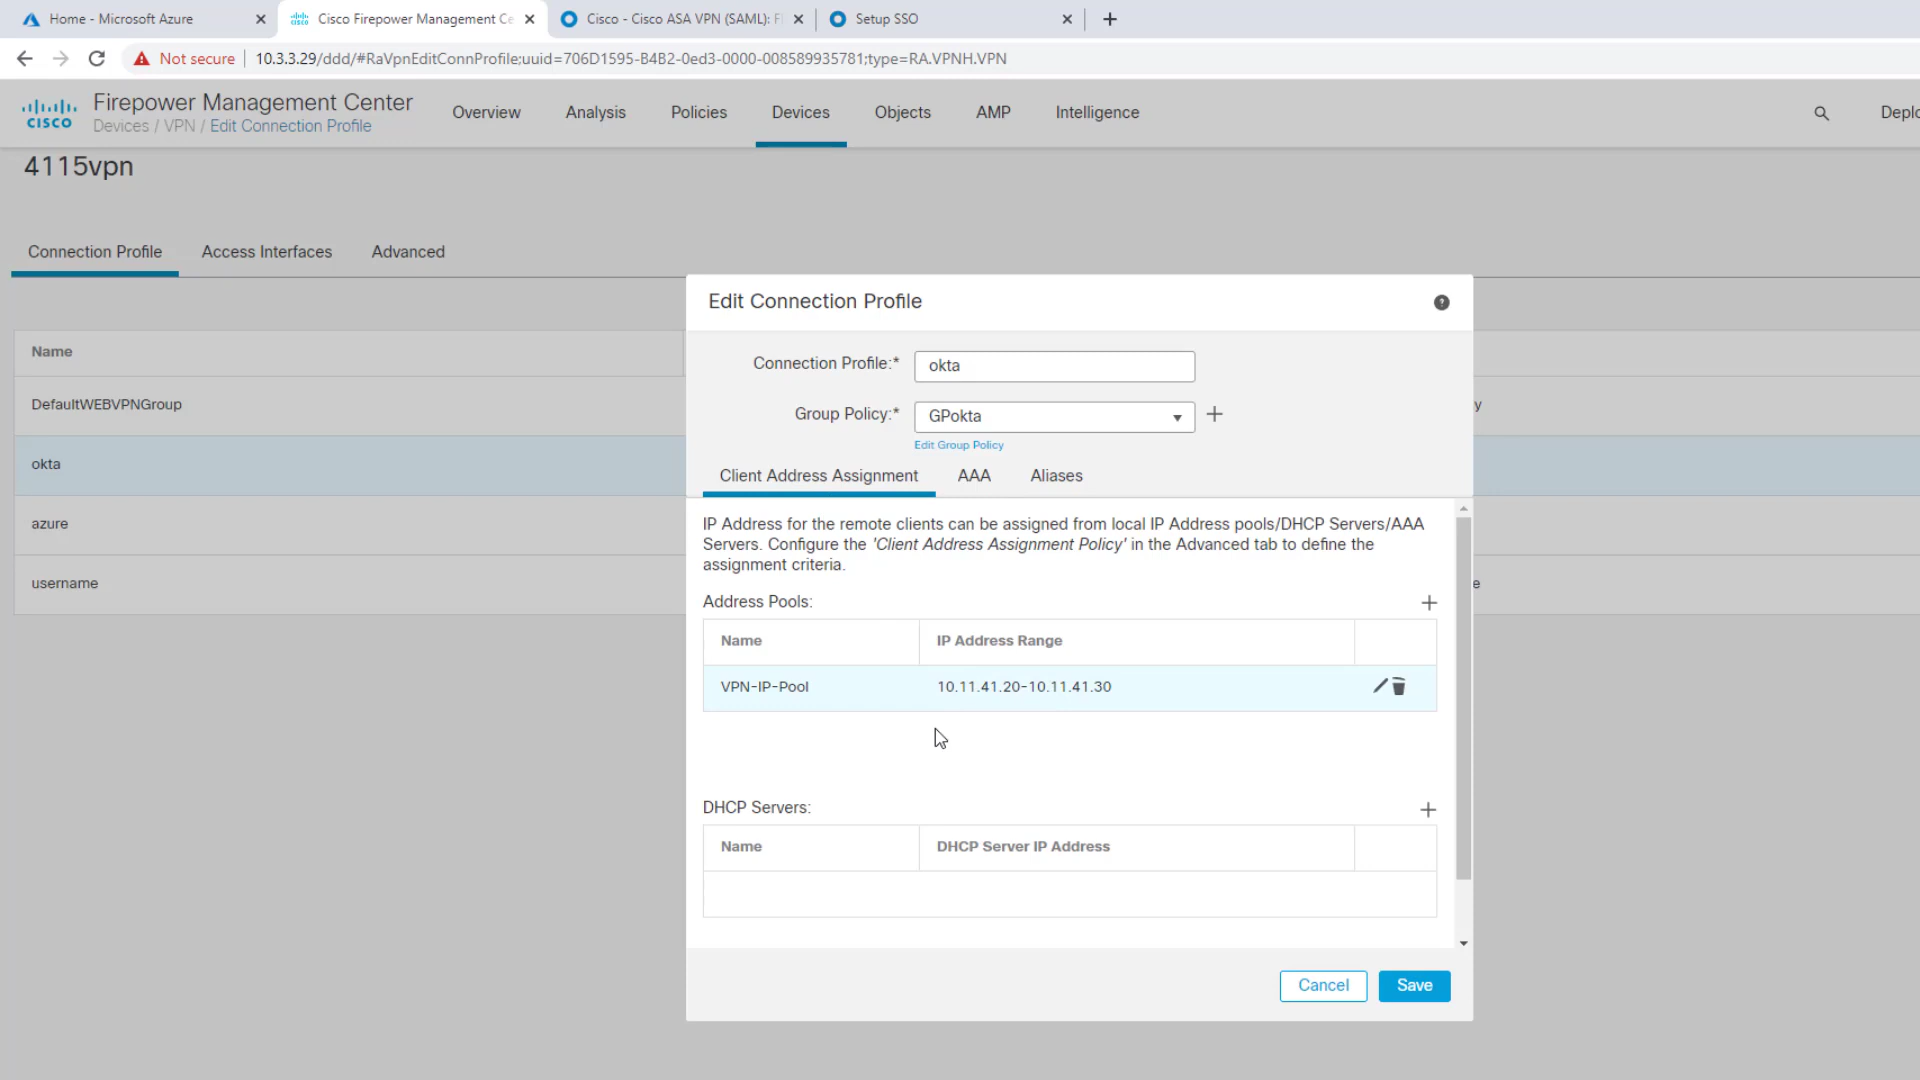 Home - Microsoft Azure
Cisco Firepower Management Ce
Cisco - Cisco ASA VPN (SAML): F
Setup SSO
Not secure
10.3.3.29/ddd/#RaVpnEditConnProfile;uuid=706D1595-B4B2-0ed3-0000-008589935781;type=RA.VPNH.VPN
CISCO
Firepower Management Center
Devices / VPN / Edit Connection Profile
Overview
Analysis
Policies
Devices
Objects
AMP
Intelligence
Deplo
4115vpn
Connection Profile
Access Interfaces
Advanced
Name
DefaultWEBVPNGroup
y
okta
azure
username
e
Edit Connection Profile
?
Connection Profile:*
okta
Group Policy:*
GPokta
Edit Group Policy
Client Address Assignment
AAA
Aliases
IP Address for the remote clients can be assigned from local IP Address pools/DHCP Servers/AAA
Servers. Configure the 'Client Address Assignment Policy' in the Advanced tab to define the
assignment criteria.
Address Pools:
Name
IP Address Range
VPN-IP-Pool
10.11.41.20-10.11.41.30
DHCP Servers:
Name
DHCP Server IP Address
Cancel
Save